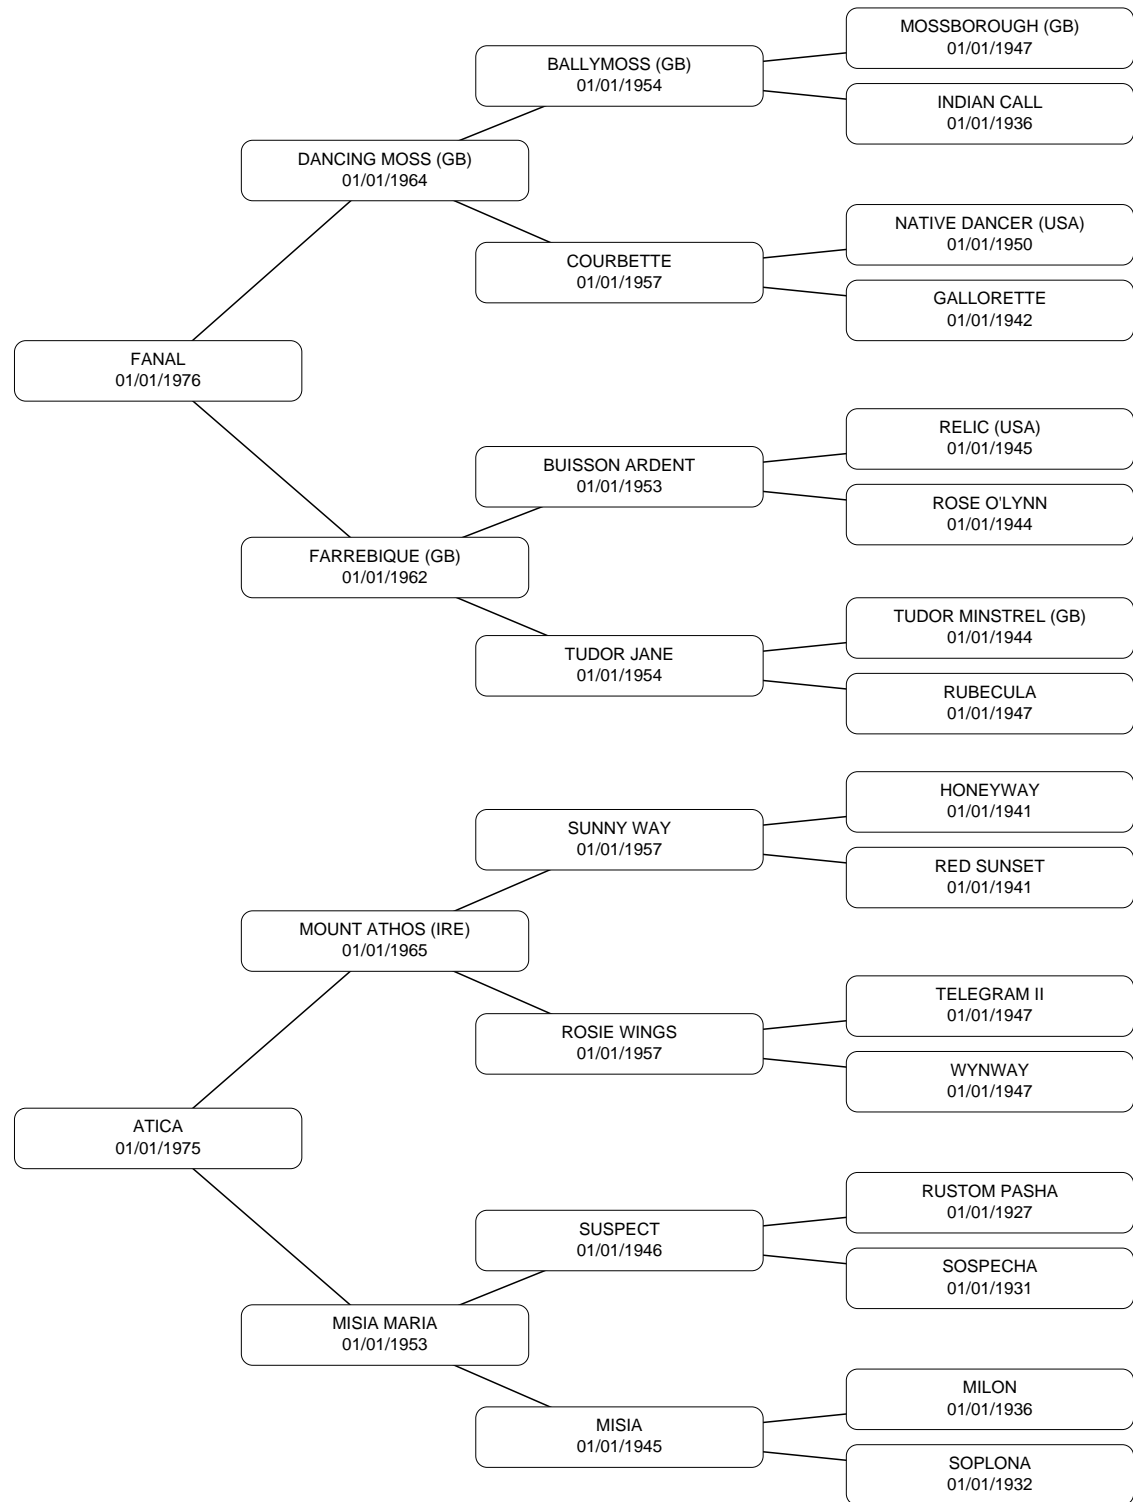 MOSSBOROUGH (GB)
01/01/1947
BALLYMOSS (GB)
01/01/1954
INDIAN CALL
01/01/1936
DANCING MOSS (GB)
01/01/1964
NATIVE DANCER (USA)
01/01/1950
COURBETTE
01/01/1957
GALLORETTE
01/01/1942
FANAL
01/01/1976
RELIC (USA)
01/01/1945
BUISSON ARDENT
01/01/1953
ROSE O'LYNN
01/01/1944
FARREBIQUE (GB)
01/01/1962
TUDOR MINSTREL (GB)
01/01/1944
TUDOR JANE
01/01/1954
RUBECULA
01/01/1947
HONEYWAY
01/01/1941
SUNNY WAY
01/01/1957
RED SUNSET
01/01/1941
MOUNT ATHOS (IRE)
01/01/1965
TELEGRAM II
01/01/1947
ROSIE WINGS
01/01/1957
WYNWAY
01/01/1947
ATICA
01/01/1975
RUSTOM PASHA
01/01/1927
SUSPECT
01/01/1946
SOSPECHA
01/01/1931
MISIA MARIA
01/01/1953
MILON
01/01/1936
MISIA
01/01/1945
SOPLONA
01/01/1932